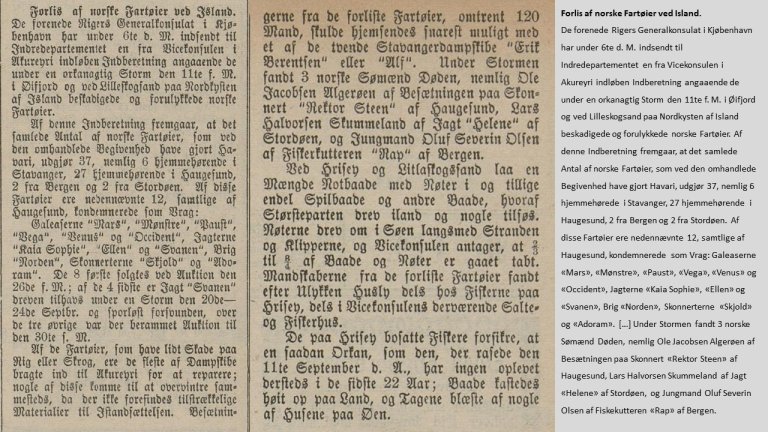 Forlis af norske Fartøier ved Island.
De forenede Rigers Generalkonsulat i Kjø-
benhavn har under 6te d. M. indsendt til
Indredepartementet en fra Vicekonsulen i
Akureyri indløben Indberetning angaaende de
under en orkanagtig Storm den 11te f. M.
i Øifjord og ved Lilleskogsand paa Nordkysten
af Island beskadigede og forulykkede norske
Fartøier.
Af denne Indberetning fremgaar, at det
samlede Antal af norske Fartøier, som ved
den omhandlede Begivenhed have gjort Ha-
vari, udgjør 37, nemlig 6 hjemmehørende i
Stavanger, 27 hjemmehørende i Haugesund,
2 fra Bergen og 2 fra Stordøen. Af disse
Fartøier ere nedennævnte 12, samtlige af
Haugesund, kondemnerede som Vrag:
Galeaserne "Mars", "Mønstre", "Paust",
"Vega", "Venus" og "Occident", Jagterne
"Kaia Sophie", "Ellen" og "Svanen", Brig
"Norden", Skonnerterne "Skjold" og "Ado-
ram". De 8 første solgtes ved Auktion den
26de f. M.; af de 4 sidste er Jagt "Svanen"
dreven tilhavs under en Storm den 20de—
24de Septbr. og sporløst forsvunden, over
de tre øvrige var der berammet Auktion til
den 30te f. M.
Af de Fartøier, som have lidt Skade paa
Rig eller Skrog, ere de fleste af Dampskibe
bragte ind til Akureyri for at reparere;
nogle af disse komme til at overvintre sam-
mesteds, da der ikke forefindes tilstrækkelige
Materialier til Istandsættelsen. Besætnin-
gerne fra de forliste Fartøier, omtrent 120
Mand, skulde hjemsendes snarest muligt med
et af de tvende Stavangerdampskibe "Erik
Berentsen" eller "Alf". Under Stormen
fandt 3 norske Sømænd Døden, nemlig Ole
Jacobsen Algerøen af Besætningen paa Skon-
nert "Rektor Steen" af Haugesund, Lars
Halvorsen Skummeland af Jagt "Helene" af
Stordøen, og Jungmand Oluf Severin Olsen
af Fiskerkutteren "Rap" af Bergen.
Ved Hrisey og Litlaskogsand laa en
Mængde Notbaade med Nøter i og tillige
endel Spilbaade og andre Baade, hvoraf
Størsteparten drev iland og nogle tilsøs.
Nøterne drev om i Søen langsmed Stranden
og Klipperne, og Vicekonsulen antager, at
til af Baade og Nøter er gaaet tabt.
Mandskaberne fra de forliste Fartøier fandt
efter Ulykken Husly dels hos Fiskerne paa
Hrisey, dels i Vicekonsulens derværende Salte-
og Fiskerhus.
De paa Hrisey bosatte Fiskere forsikre, at
en saadan Orkan, som den, der rasede den
11te September d. A., har ingen oplevet
dersteds i de sidste 22 Aar; Baade kastedes
høit op paa Land, og Tagene blæste af nogle
af Husene paa Øen.
Forlis af norske Fartøier ved Island.
De forenede Rigers Generalkonsulat i Kjøbenhavn
har under 6te d. M. indsendt til
Indredepartementet en fra Vicekonsulen i
Akureyri indløben Indberetning angaaende de
under en orkanagtig Storm den 11te f. M. i Øifjord
og ved Lilleskogsand paa Nordkysten af Island
beskadigede og forulykkede norske Fartøier. Af
denne Indberetning fremgaar, at det samlede
Antal af norske Fartøier, som ved den omhandlede
Begivenhed have gjort Havari, udgjør 37, nemlig 6
hjemmehørende i Stavanger, 27 hjemmehørende i
Haugesund, 2 fra Bergen og 2 fra Stordøen. Af
disse Fartøier ere nedennævnte 12, samtlige af
Haugesund, kondemnerede som Vrag: Galeaserne
«Mars», «Mønstre», «Paust», «Vega», «Venus» og
«Occident», Jagterne «Kaia Sophie», «Ellen» og
«Svanen», Brig «Norden», Skonnerterne «Skjold»
og «Adoram». [...] Under Stormen fandt 3 norske
Sømænd Døden, nemlig Ole Jacobsen Algerøen af
Besætningen paa Skonnert «Rektor Steen» af
Haugesund, Lars Halvorsen Skummeland af Jagt
«Helene» af Stordøen, og Jungmand Oluf Severin
Olsen af Fiskekutteren «Rap» af Bergen.